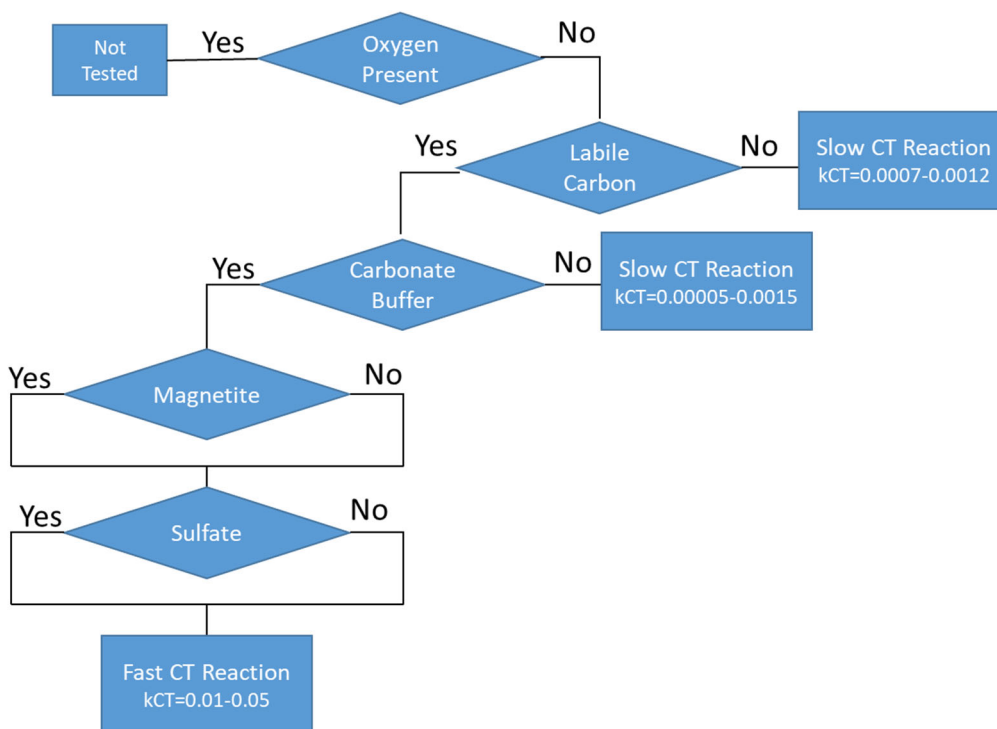 Yes
No
Not
Tested
Oxygen
Present
Yes
No
Labile
Carbon
Slow CT Reaction
kCT=0.0007-0.0012
Yes
No
Carbonate
Buffer
Slow CT Reaction
kCT=0.00005-0.0015
Yes
No
Magnetite
Yes
No
Sulfate
Fast CT Reaction
kCT=0.01-0.05